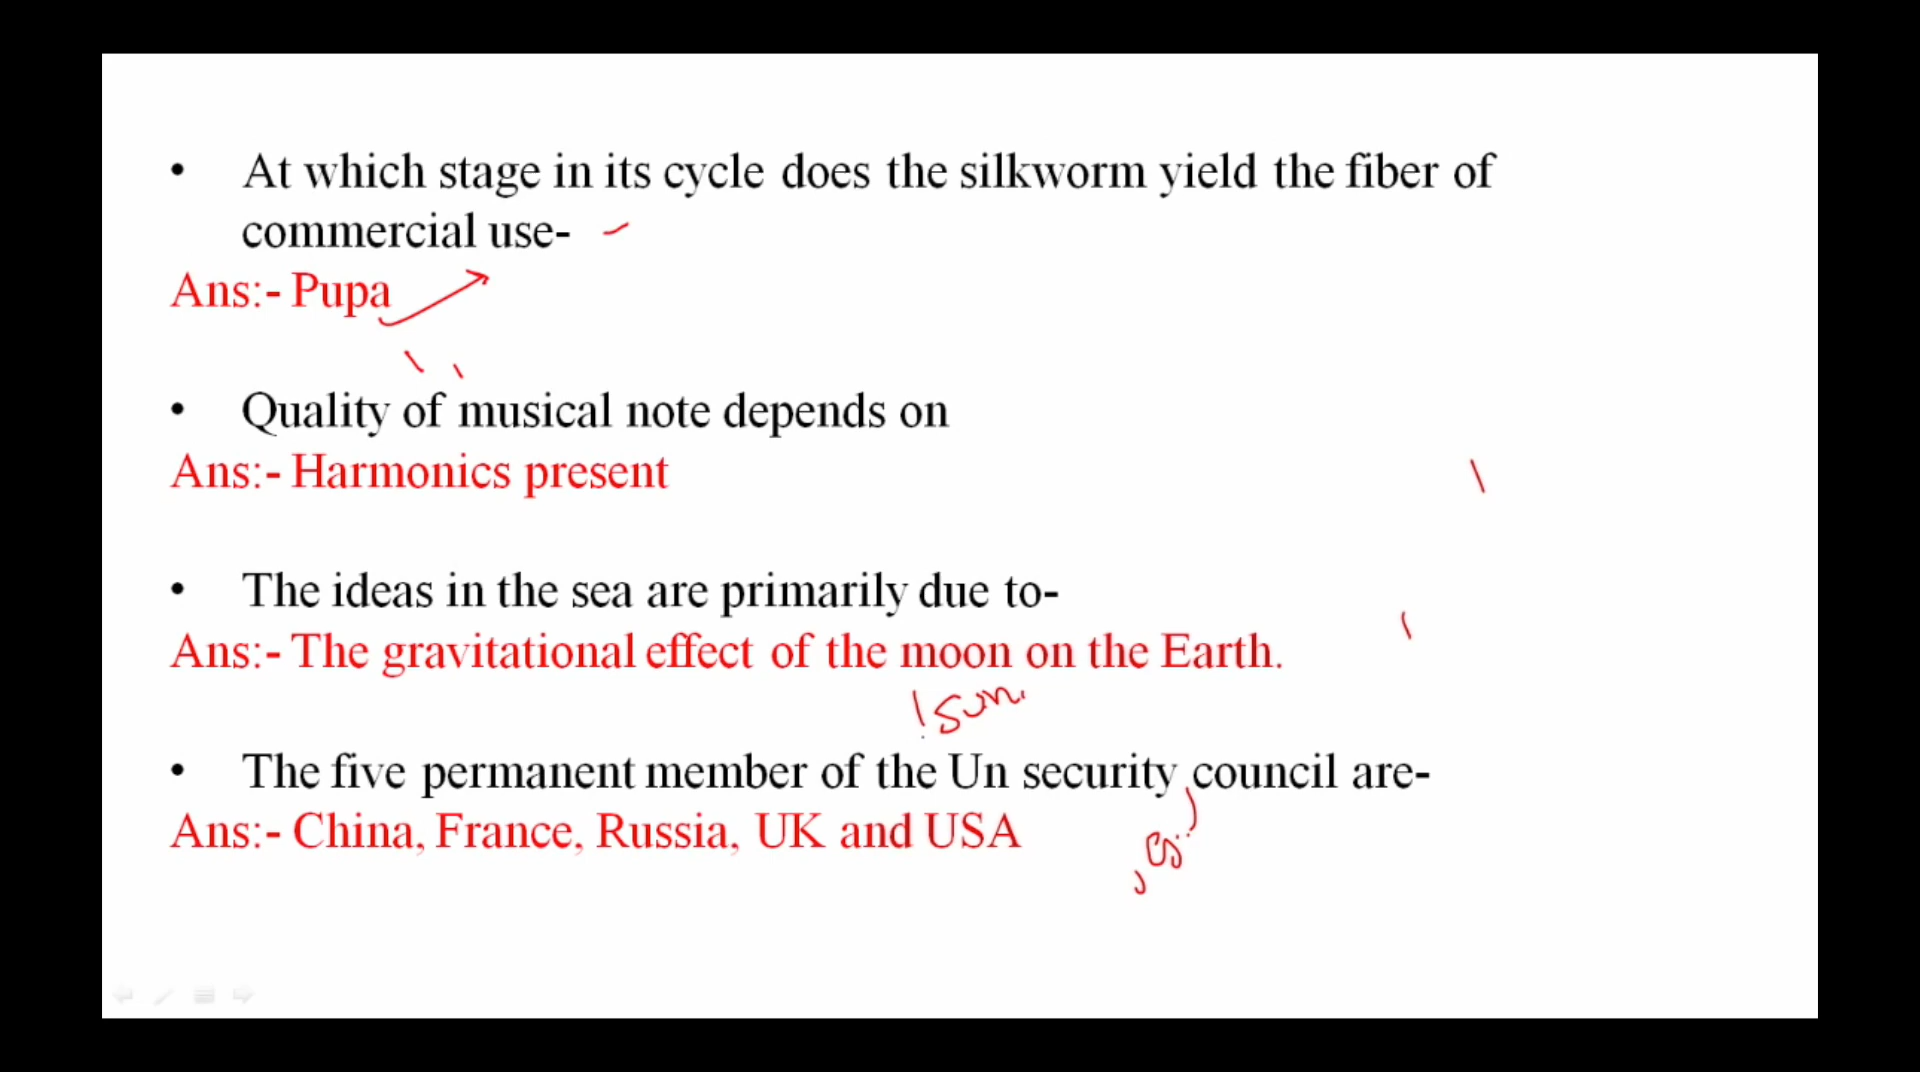 • At which stage in its cycle does the silkworm yield the fiber of
commercial use-
Ans:- Pupa
• Quality of musical note depends on
Ans:- Harmonics present
• The ideas in the sea are primarily due to-
Ans:- The gravitational effect of the moon on the Earth.
sun
• The five permanent member of the Un security council are-
Ans:- China, France, Russia, UK and USA